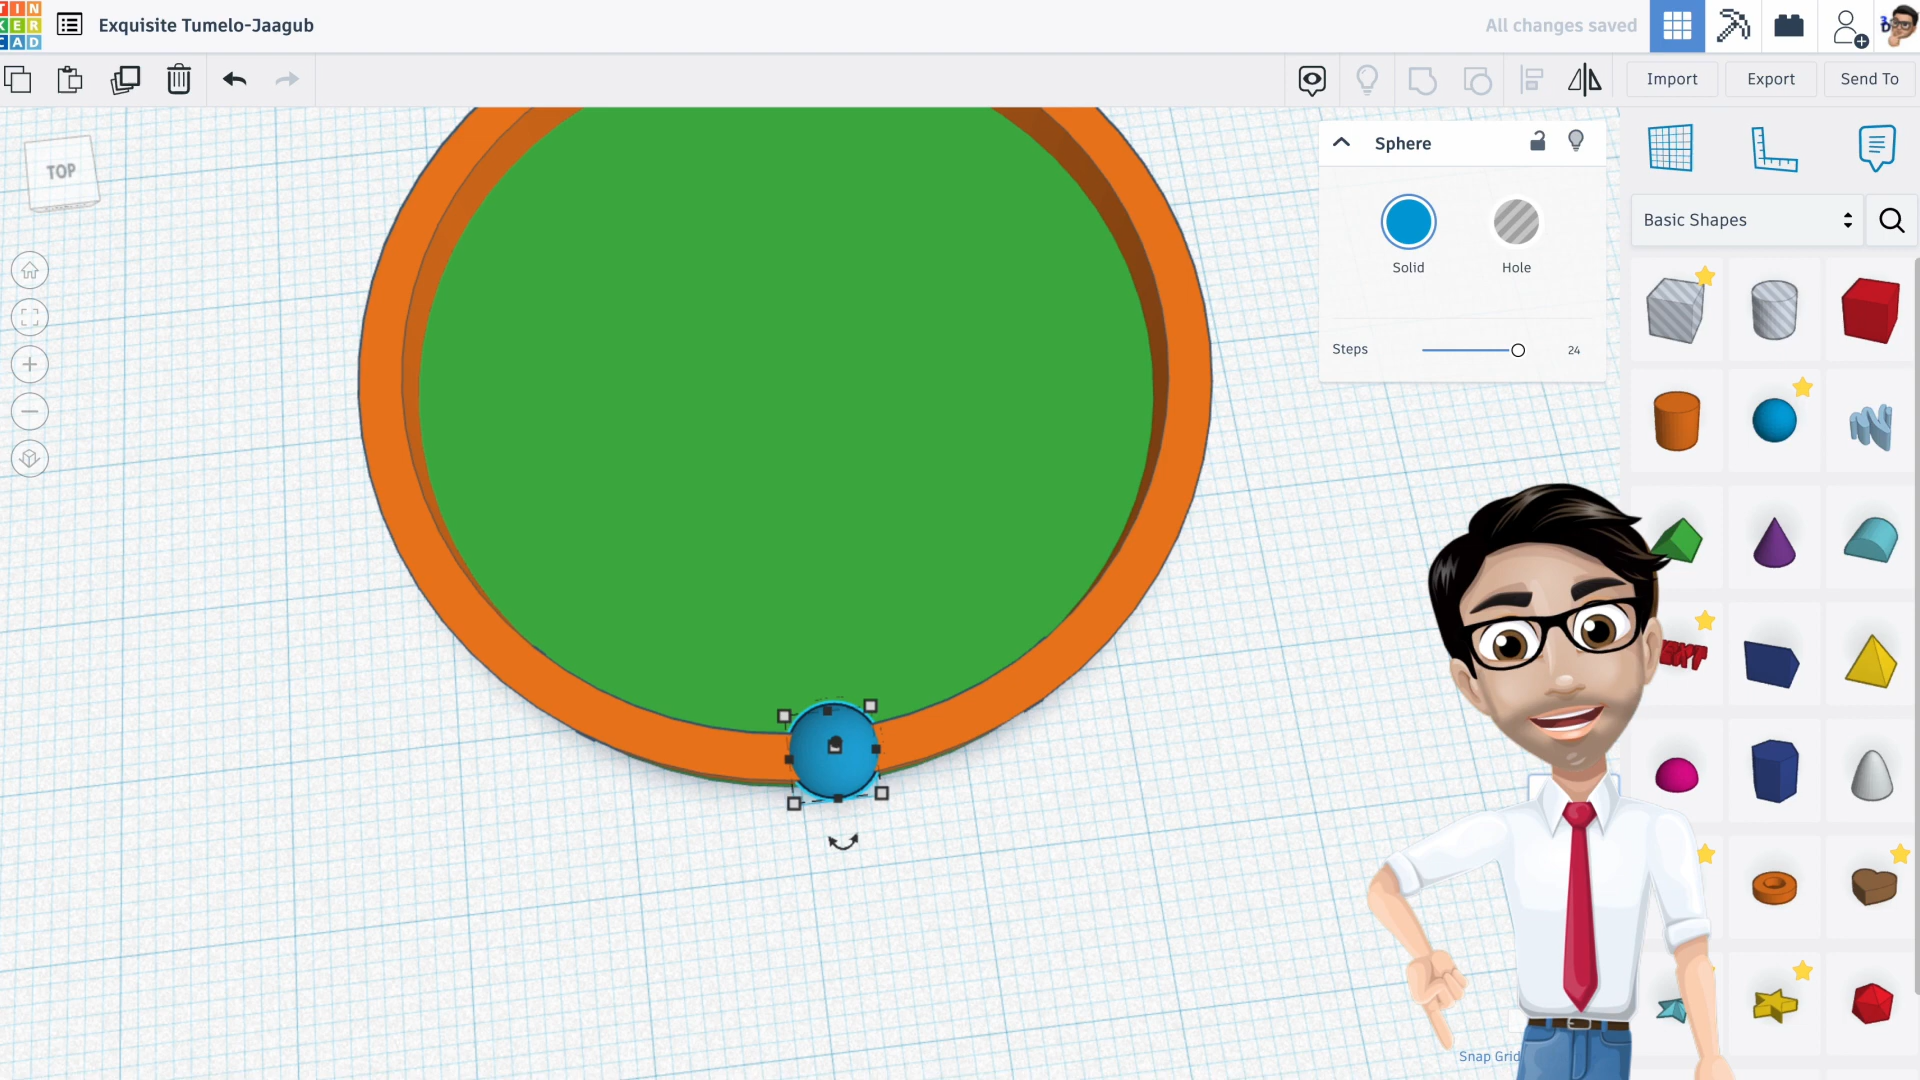 TIN
KER
CAD
Exquisite Tumelo-Jaagub
All changes saved
Import
Export
Send To
TOP
Sphere
Solid
Hole
Steps
24
Basic Shapes
Snap Grid